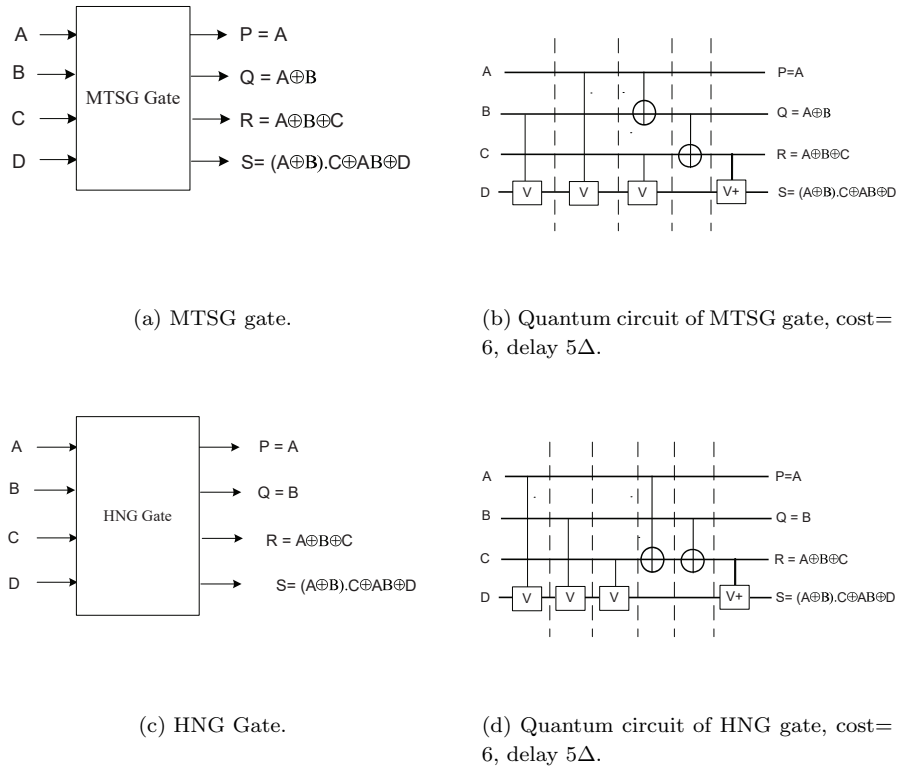 A
B
C
D
MTSG Gate
P = A
Q = A⊕B
R = A⊕B⊕C
S= (A⊕B).C⊕AB⊕D
(a) MTSG gate.
A
B
C
D
V
V
V
V+
P=A
Q = A⊕B
R = A⊕B⊕C
S= (A⊕B).C⊕AB⊕D
(b) Quantum circuit of MTSG gate, cost=
6, delay 5Δ.
A
B
C
D
HNG Gate
P = A
Q = B
R = A⊕B⊕C
S= (A⊕B).C⊕AB⊕D
(c) HNG Gate.
A
B
C
D
V
V
V
V+
P=A
Q = B
R = A⊕B⊕C
S= (A⊕B).C⊕AB⊕D
(d) Quantum circuit of HNG gate, cost=
6, delay 5Δ.